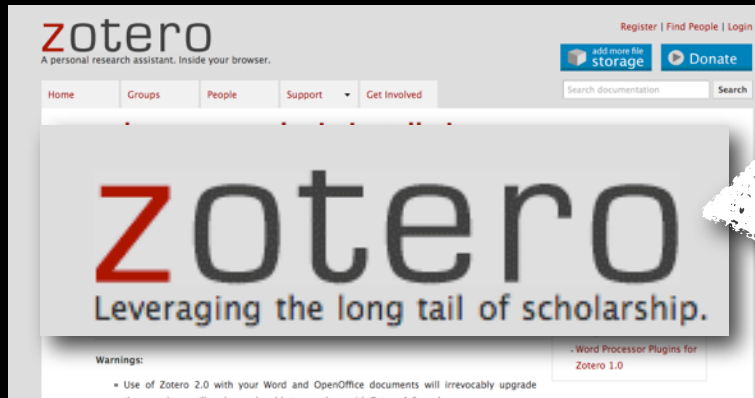 zotero
A personal research assistant. Inside your browser.
Register | Find People | Login
add more file
storage
Donate
Home Groups People Support Get Involved
Search documentation Search
zotero
Leveraging the long tail of scholarship.
- Word Processor Plugins for
Zotero 1.0
Warnings:
Use of Zotero 2.0 with your Word and OpenOffice documents will irrevocably upgrade